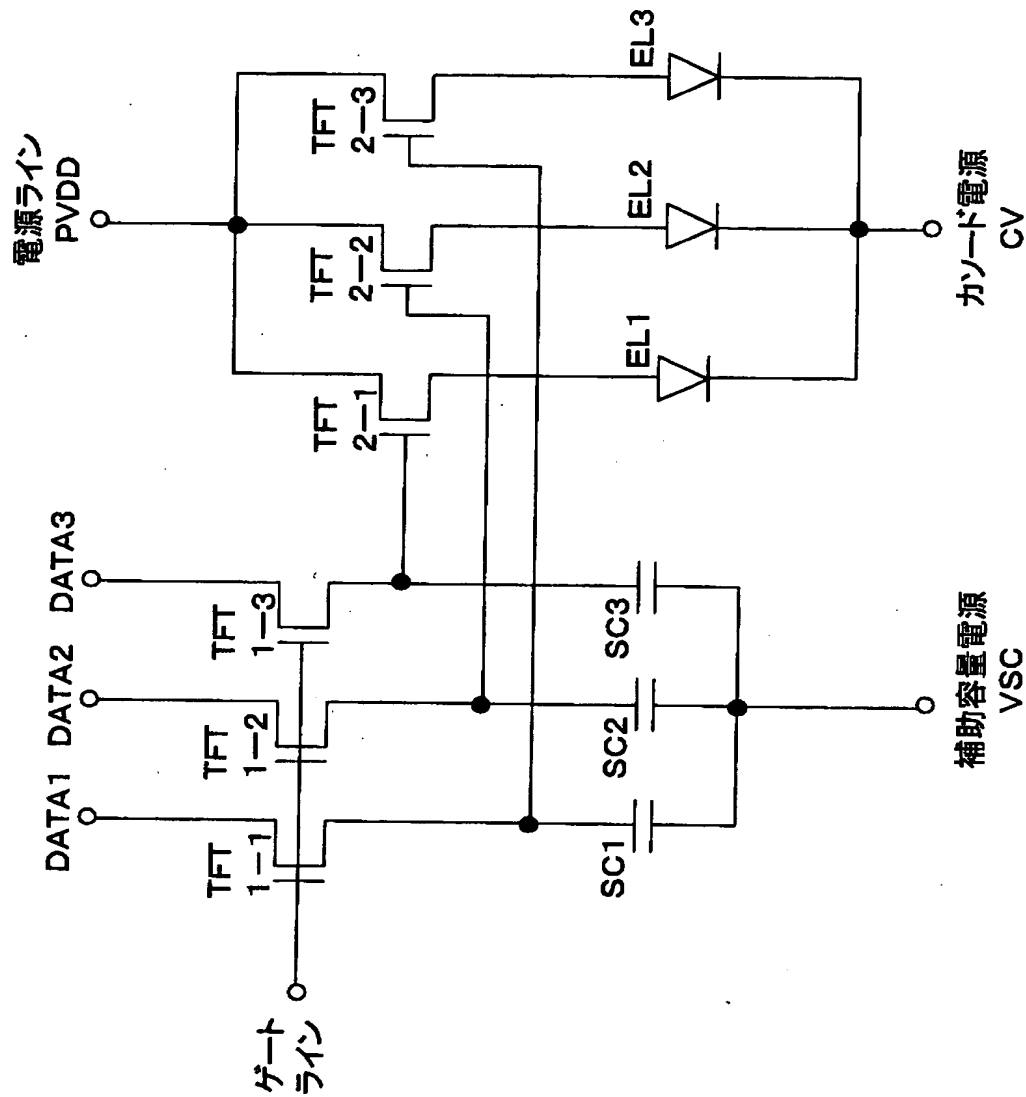 電源ライン
PVDD
DATA1
DATA2
DATA3
TFT
1―1
TFT
1―2
TFT
1―3
TFT
2―1
TFT
2―2
TFT
2―3
ゲート
ライン
SC1
SC2
SC3
EL1
EL2
EL3
補助容量電源
VSC
カソード電源
CV